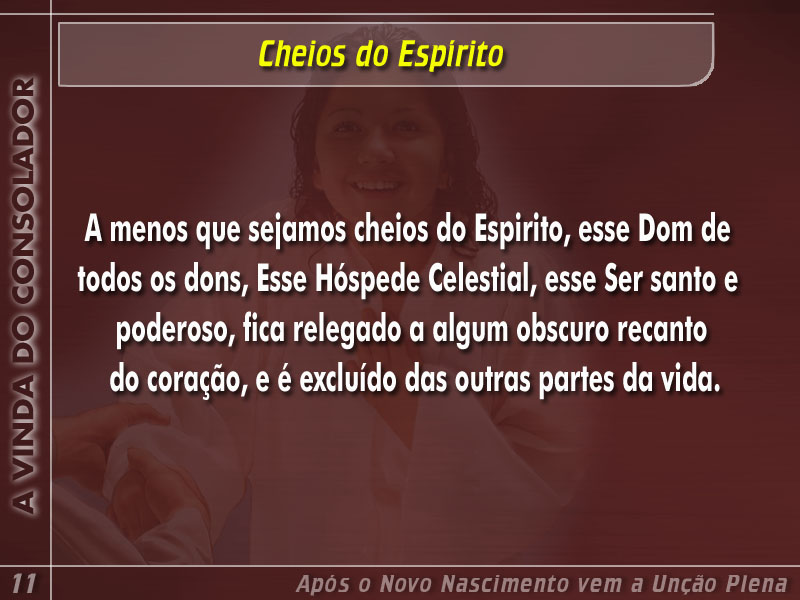 Cheios do Espírito
A VINDA DO CONSOLADOR
A menos que sejamos cheios do Espirito, esse Dom de
todos os dons, Esse Hóspede Celestial, esse Ser santo e
poderoso, fica relegado a algum obscuro recanto
do coração, e é excluído das outras partes da vida.
11
Após o Novo Nascimento vem a Unção Plena